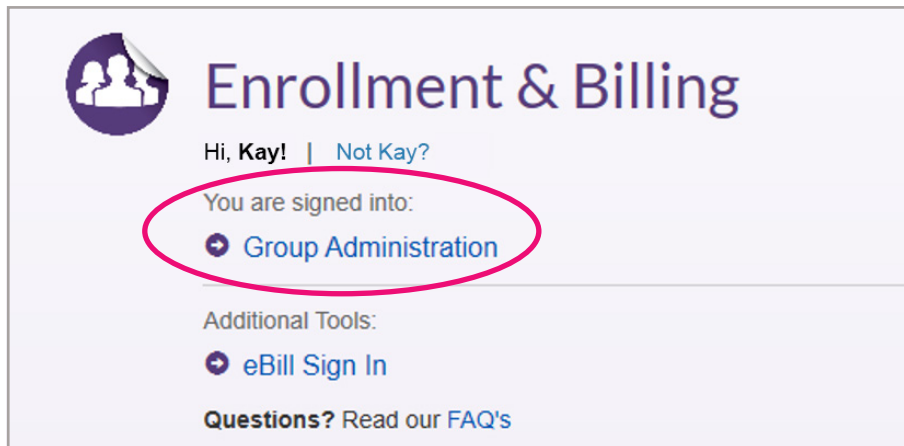 Enrollment & Billing
Hi, Kay! | Not Kay?
You are signed into:
Group Administration
Additional Tools:
eBill Sign In
Questions? Read our FAQ's